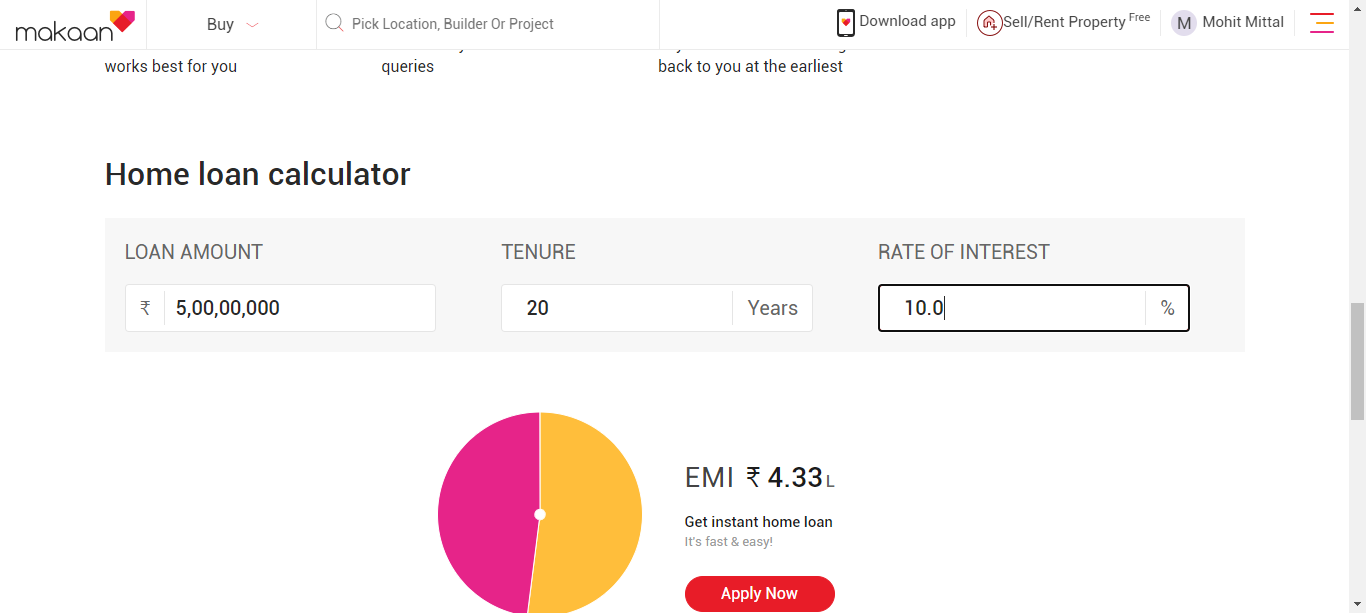 makaan
Buy
Pick Location, Builder Or Project
Download app
Sell/Rent Property Free
M Mohit Mittal
works best for you
queries
back to you at the earliest
Home loan calculator
LOAN AMOUNT
TENURE
RATE OF INTEREST
₹ 5,00,00,000
20 Years
10.0 %
EMI ₹ 4.33 L
Get instant home loan
It's fast & easy!
Apply Now